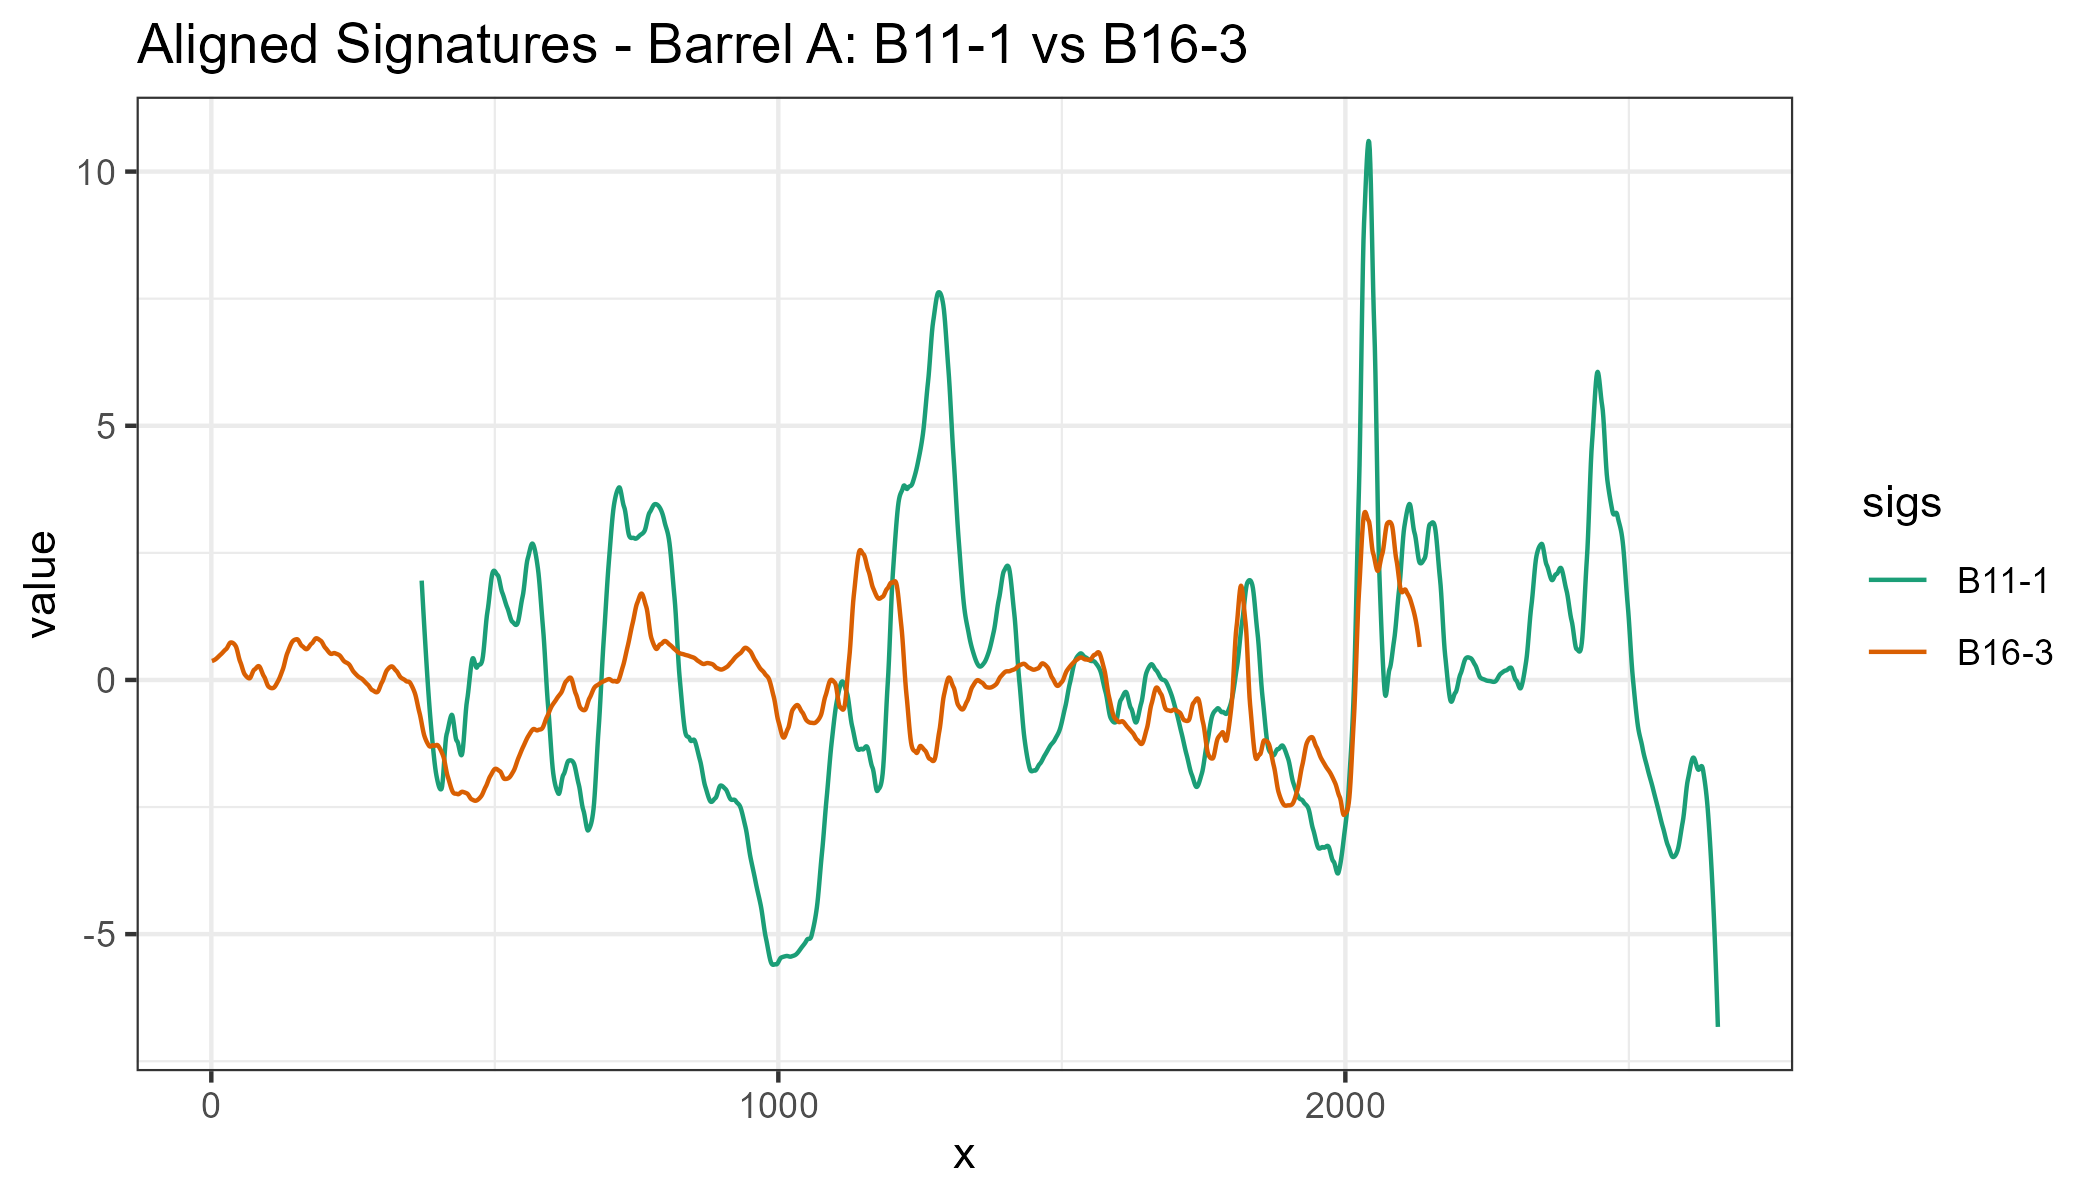 Aligned Signatures - Barrel A: B11-1 vs B16-3
value
10
5
0
-5
0 1000 2000
x
sigs
B11-1
B16-3